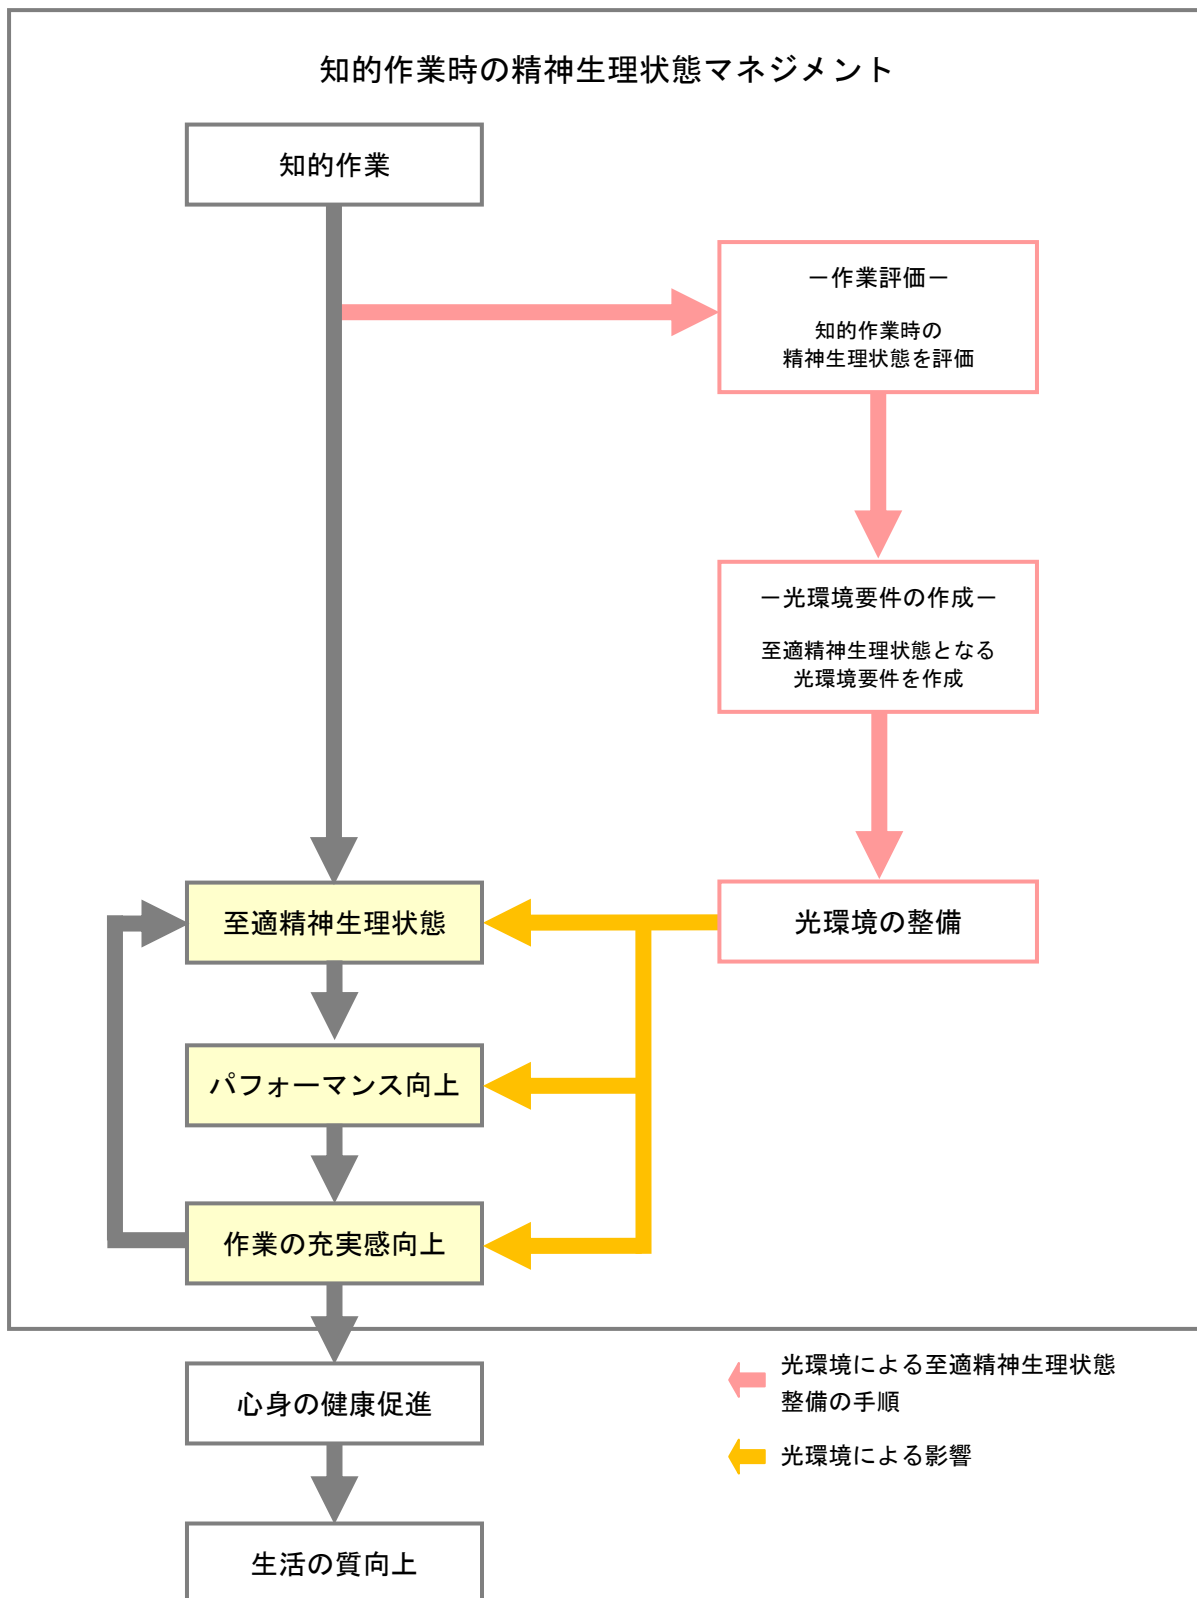 知的作業時の精神生理状態マネジメント
知的作業
－作業評価－
知的作業時の
精神生理状態を評価
－光環境要件の作成－
至適精神生理状態となる
光環境要件を作成
至適精神生理状態
光環境の整備
パフォーマンス向上
作業の充実感向上
心身の健康促進
生活の質向上
光環境による至適精神生理状態
整備の手順
光環境による影響